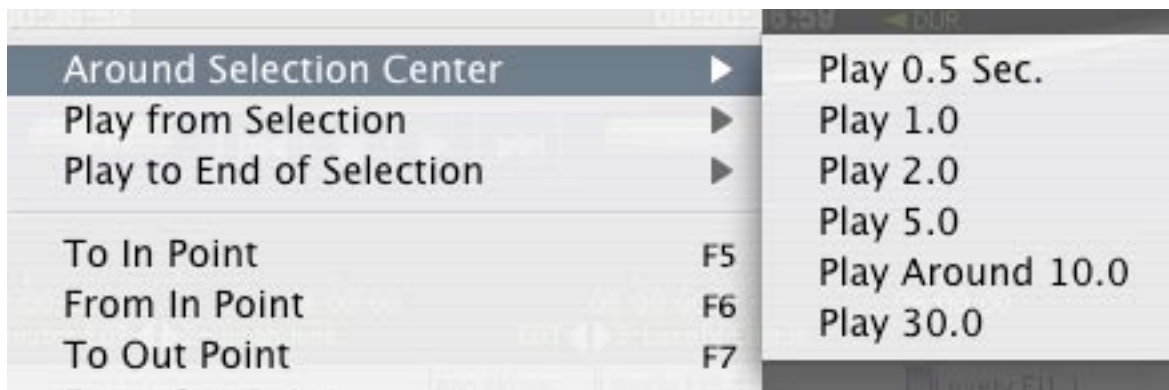 DUR
Around Selection Center
Play from Selection
Play to End of Selection
To In Point F5
From In Point F6
To Out Point F7
Play 0.5 Sec.
Play 1.0
Play 2.0
Play 5.0
Play Around 10.0
Play 30.0